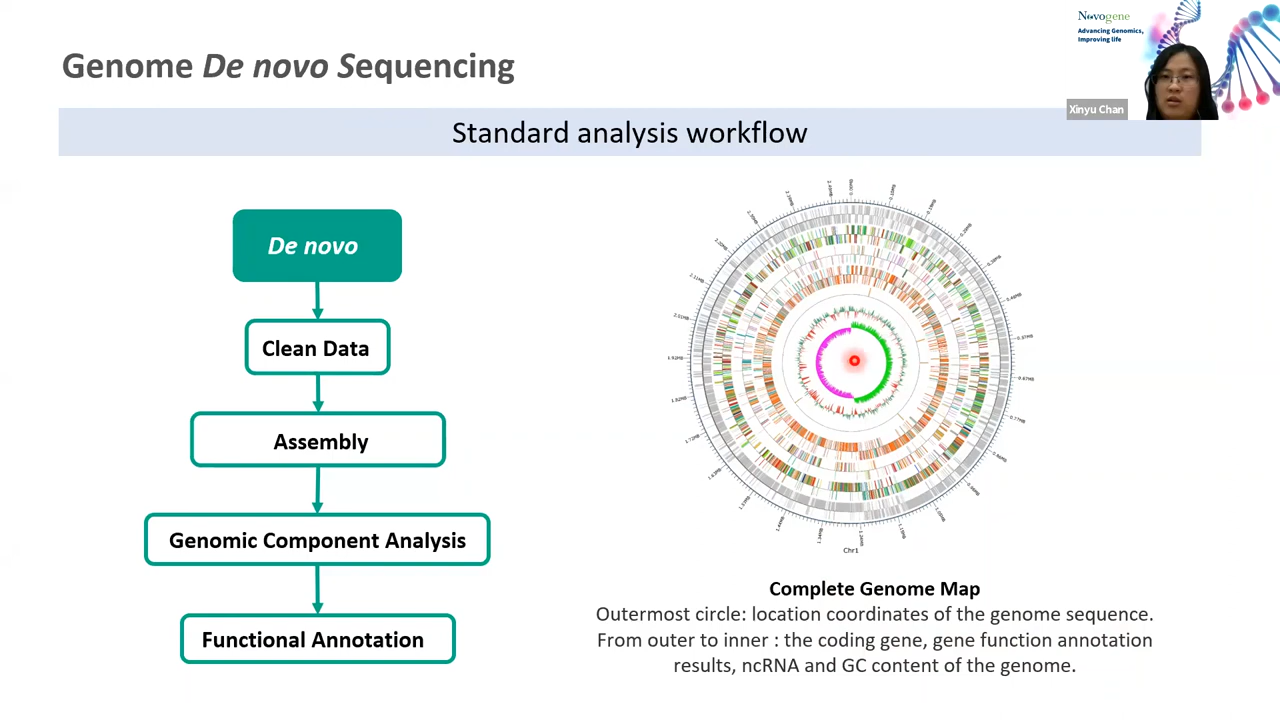 Novogene
Advancing Genomics,
Improving life
Genome De novo Sequencing
Xinyu Chan
Standard analysis workflow
De novo
Clean Data
Assembly
Genomic Component Analysis
Functional Annotation
Chr1
Complete Genome Map
Outermost circle: location coordinates of the genome sequence.
From outer to inner : the coding gene, gene function annotation
results, ncRNA and GC content of the genome.